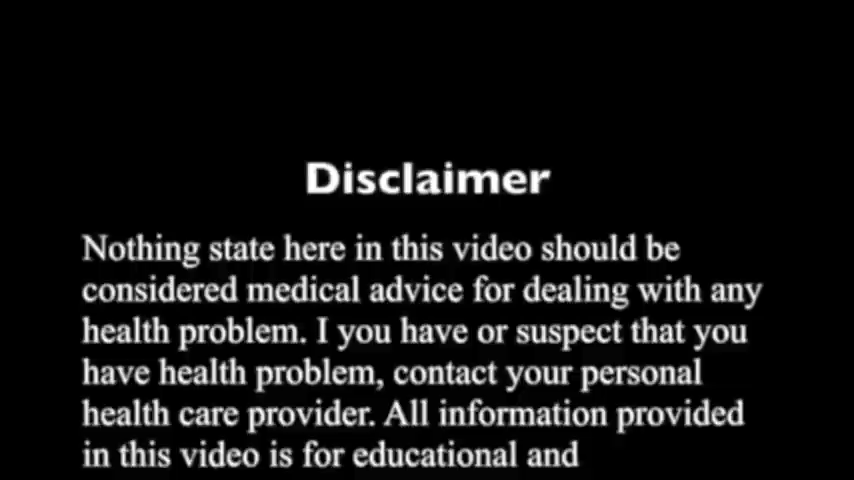 Disclaimer
Nothing state here in this video should be
considered medical advice for dealing with any
health problem. I you have or suspect that you
have health problem, contact your personal
health care provider. All information provided
in this video is for educational and